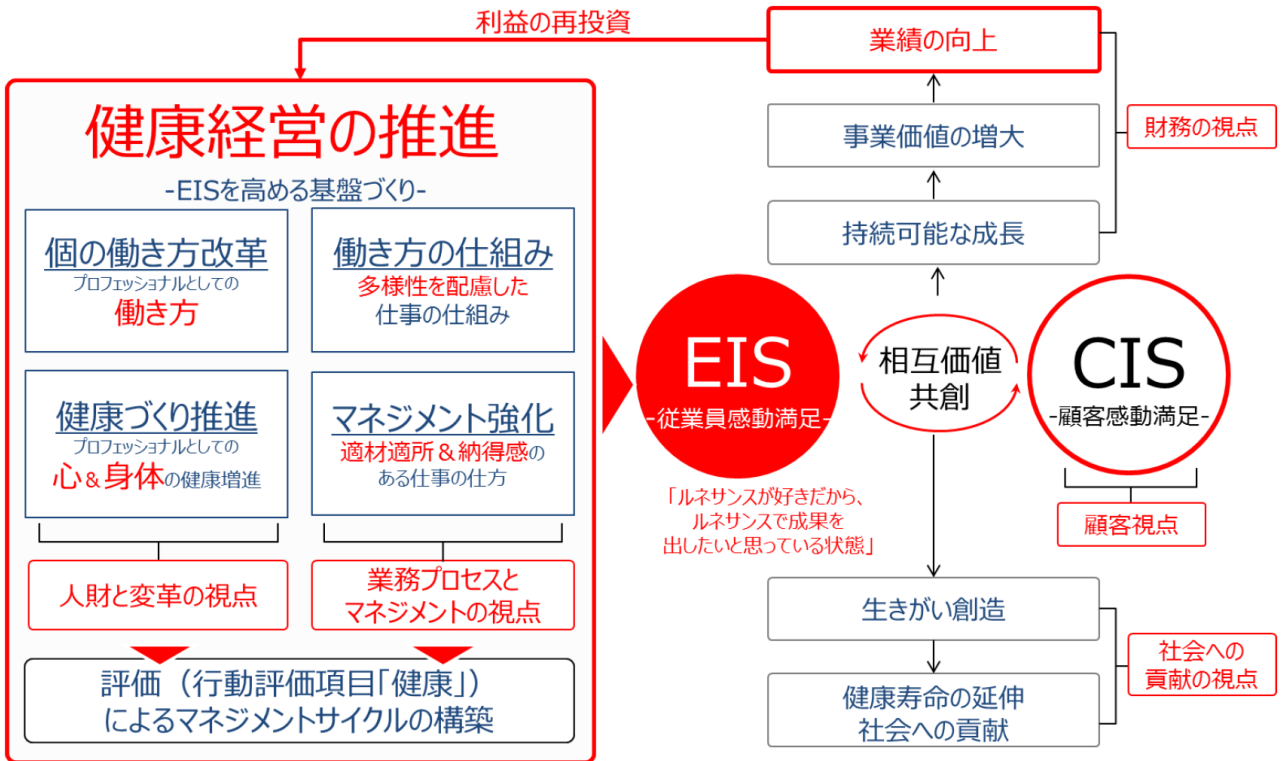 利益の再投資
健康経営の推進
-EISを高める基盤づくり-
個の働き方改革
プロフェッショナルとしての
働き方
働き方の仕組み
多様性を配慮した
仕事の仕組み
健康づくり推進
プロフェッショナルとしての
心&身体の健康増進
マネジメント強化
適材適所&納得感の
ある仕事の仕方
人財と変革の視点
業務プロセスと
マネジメントの視点
評価（行動評価項目「健康」）
によるマネジメントサイクルの構築
EIS
-従業員感動満足-
「ルネサンスが好きだから、
ルネサンスで成果を
出したいと思っている状態」
相互価値
共創
CIS
-顧客感動満足-
顧客視点
業績の向上
事業価値の増大
持続可能な成長
財務の視点
生きがい創造
健康寿命の延伸
社会への貢献
社会への
貢献の視点